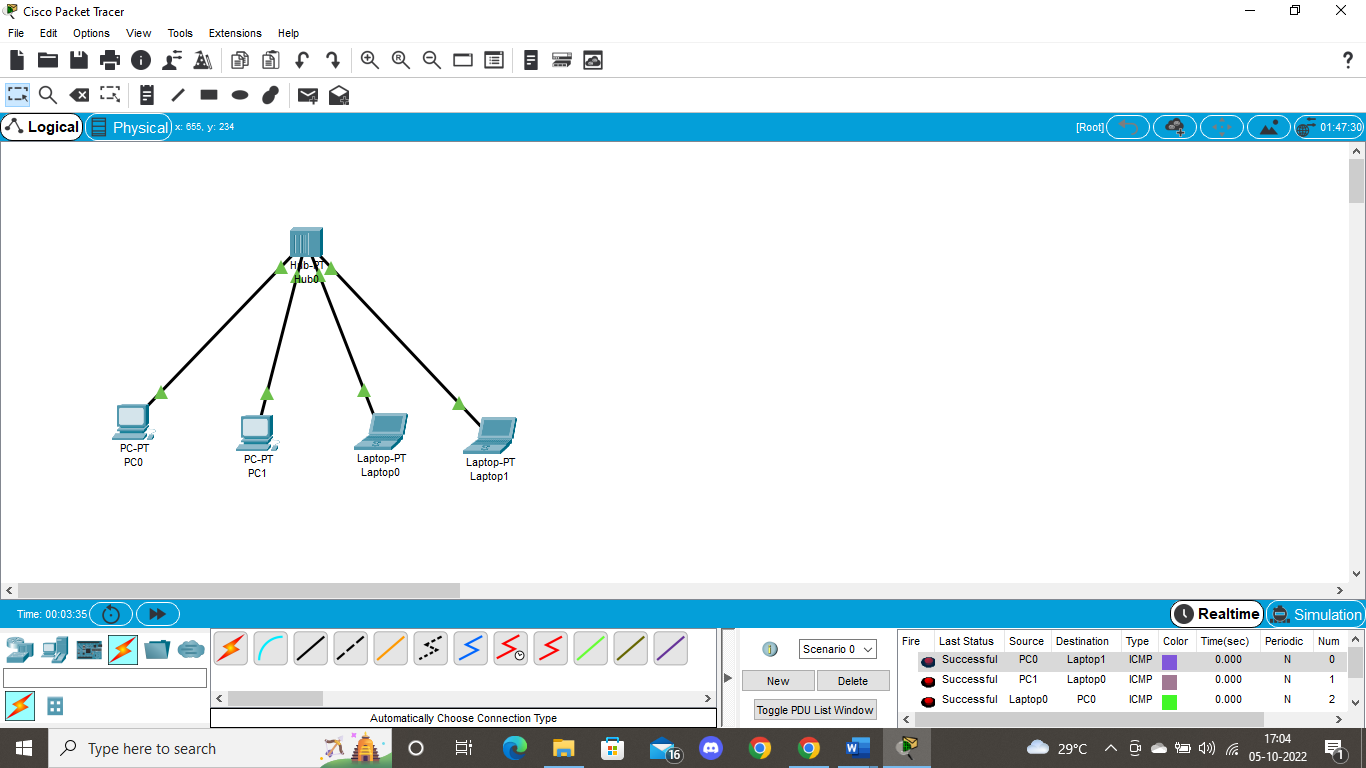 Cisco Packet Tracer
File Edit Options View Tools Extensions Help
?
Logical Physical x: 655, y: 234 [Root] 01:47:30
Hub-PT
Hub0
PC-PT
PC0
PC-PT
PC1
Laptop-PT
Laptop0
Laptop-PT
Laptop1
Time: 00:03:35 Realtime Simulation
Automatically Choose Connection Type
Scenario 0
New Delete
Toggle PDU List Window
Fire Last Status Source Destination Type Color Time(sec) Periodic Num
Successful PC0 Laptop1 ICMP 0.000 N 0
Successful PC1 Laptop0 ICMP 0.000 N 1
Successful Laptop0 PC0 ICMP 0.000 N 2
Type here to search 16 29°C 17:04
05-10-2022 1